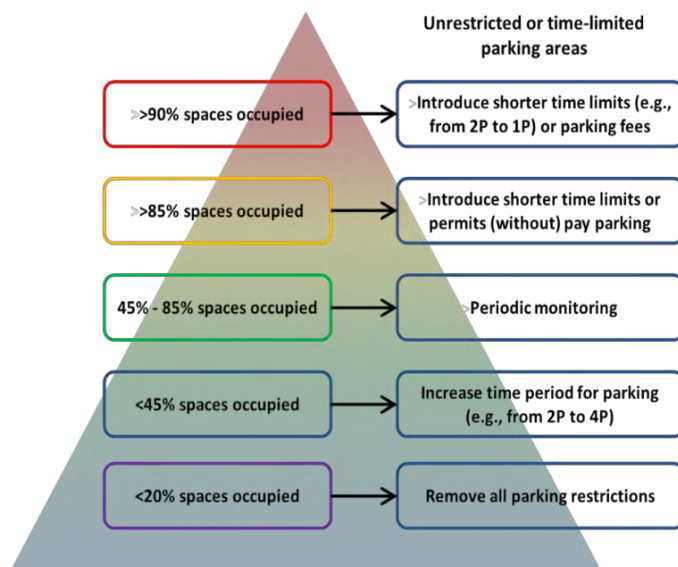 Unrestricted or time-limited
parking areas
>>90% spaces occupied
>Introduce shorter time limits (e.g.,
from 2P to 1P) or parking fees
>>85% spaces occupied
>Introduce shorter time limits or
permits (without) pay parking
45% - 85% spaces occupied
>Periodic monitoring
<45% spaces occupied
Increase time period for parking
(e.g., from 2P to 4P)
<20% spaces occupied
Remove all parking restrictions